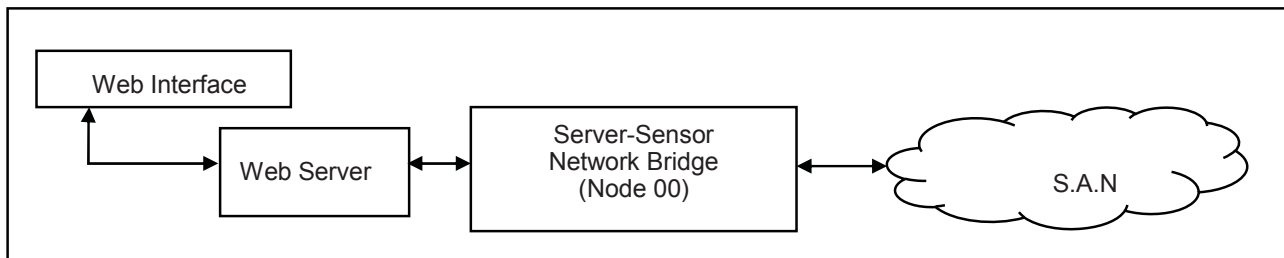 Web Interface
Web Server
Server-Sensor
Network Bridge
(Node 00)
S.A.N